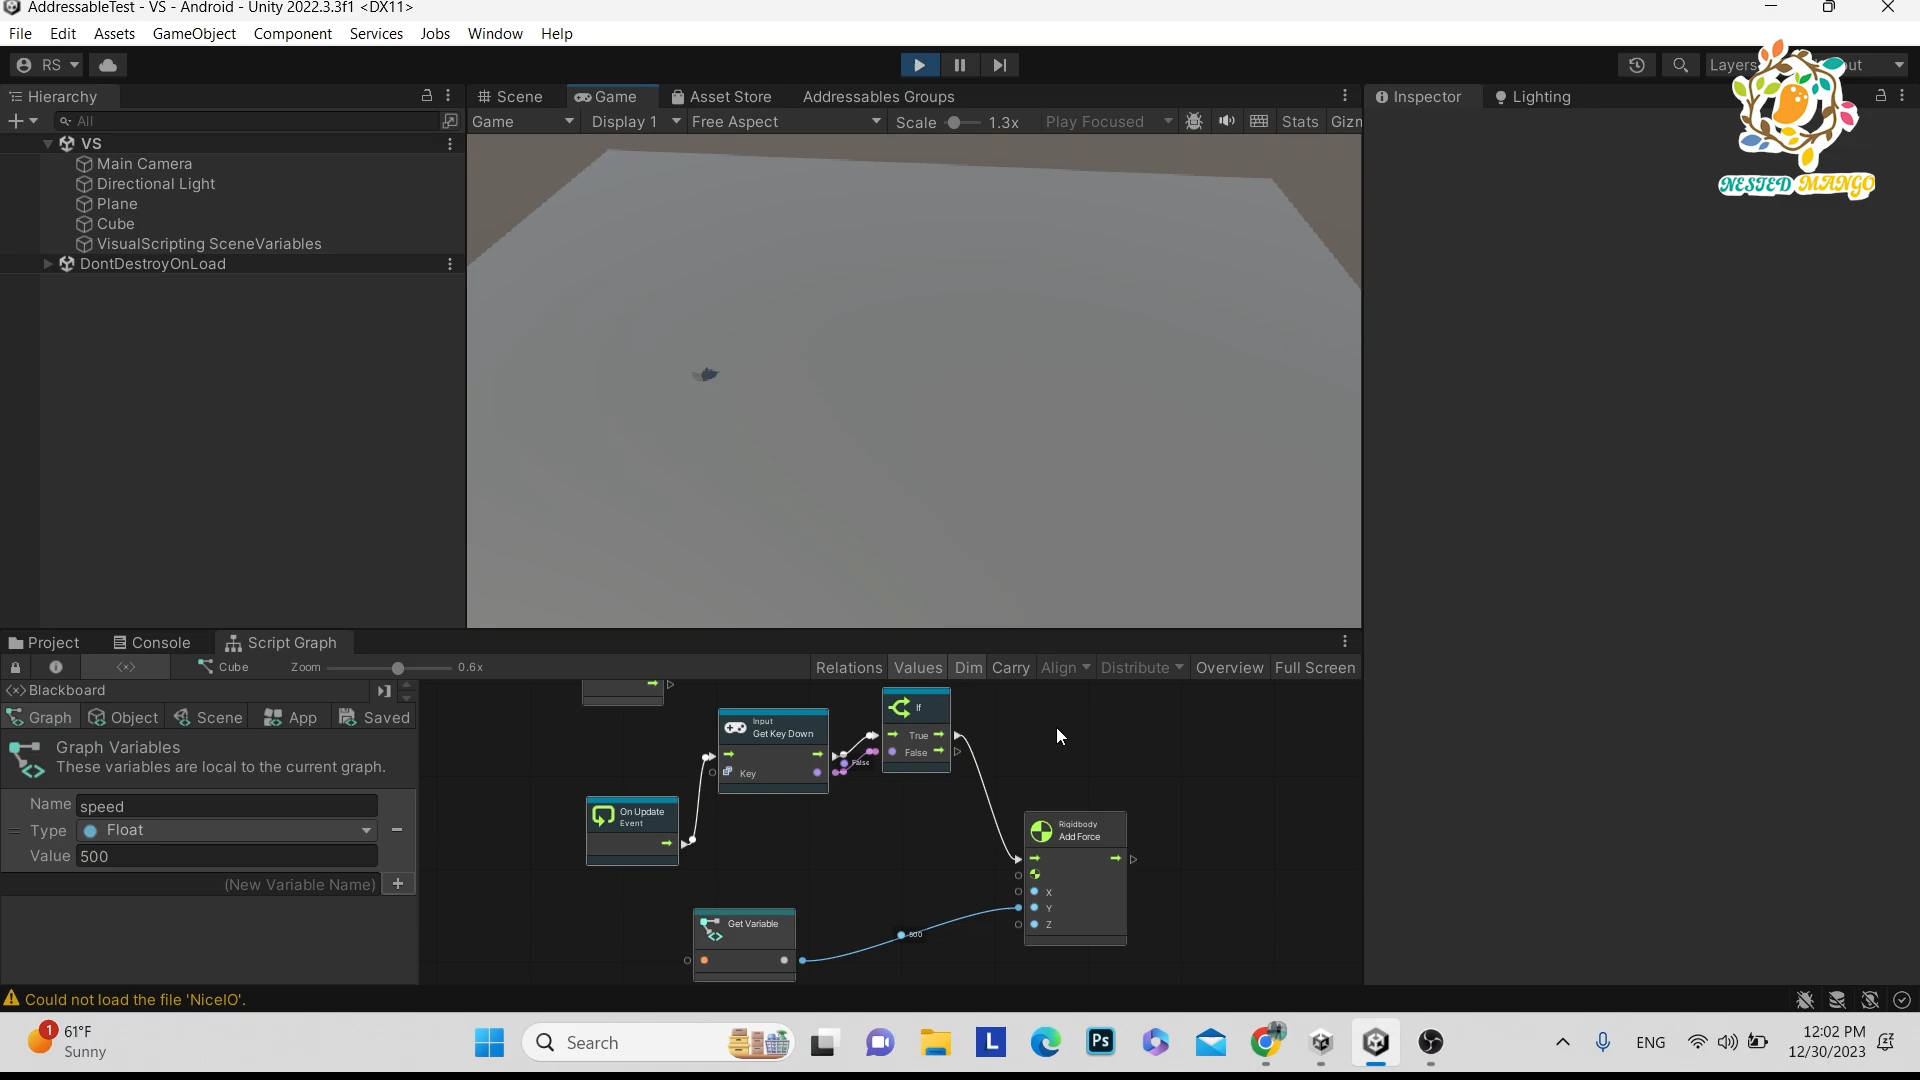 AddressableTest - VS - Android - Unity 2022.3.3f1 <DX11>
File Edit Assets GameObject Component Services Jobs Window Help
RS
Layers
out
Hierarchy
Scene Game Asset Store Addressables Groups
Inspector Lighting
All
Game Display 1 Free Aspect Scale 1.3x Play Focused Stats Gizn
VS
Main Camera
Directional Light
Plane
Cube
VisualScripting SceneVariables
DontDestroyOnLoad
NESTED MANGO
Project Console Script Graph
Cube Zoom 0.6x Relations Values Dim Carry Align Distribute Overview Full Screen
Blackboard
Graph Object Scene App Saved
Graph Variables
These variables are local to the current graph.
Name speed
Type Float
Value 500
(New Variable Name)
Input
Get Key Down
Key
False
If
True
False
On Update
Event
Rigidbody
Add Force
X
Y
Z
Get Variable
500
Could not load the file 'NiceIO'.
1
61°F
Sunny
Search
L
Ps
ENG
12:02 PM
12/30/2023